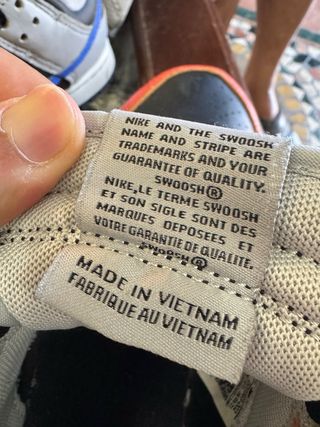 NIKE AND THE SWOOSH
NAME AND STRIPE ARE
TRADEMARKS AND YOUR
GUARANTEE OF QUALITY.
SWOOSH®
NIKE,LE TERME SWOOSH
ET SON SIGLE SONT DES
MARQUES DEPOSEES ET
VOTRE GARANTIE DE QUALITE.
SWOOSH®
MADE IN VIETNAM
FABRIQUE AU VIETNAM